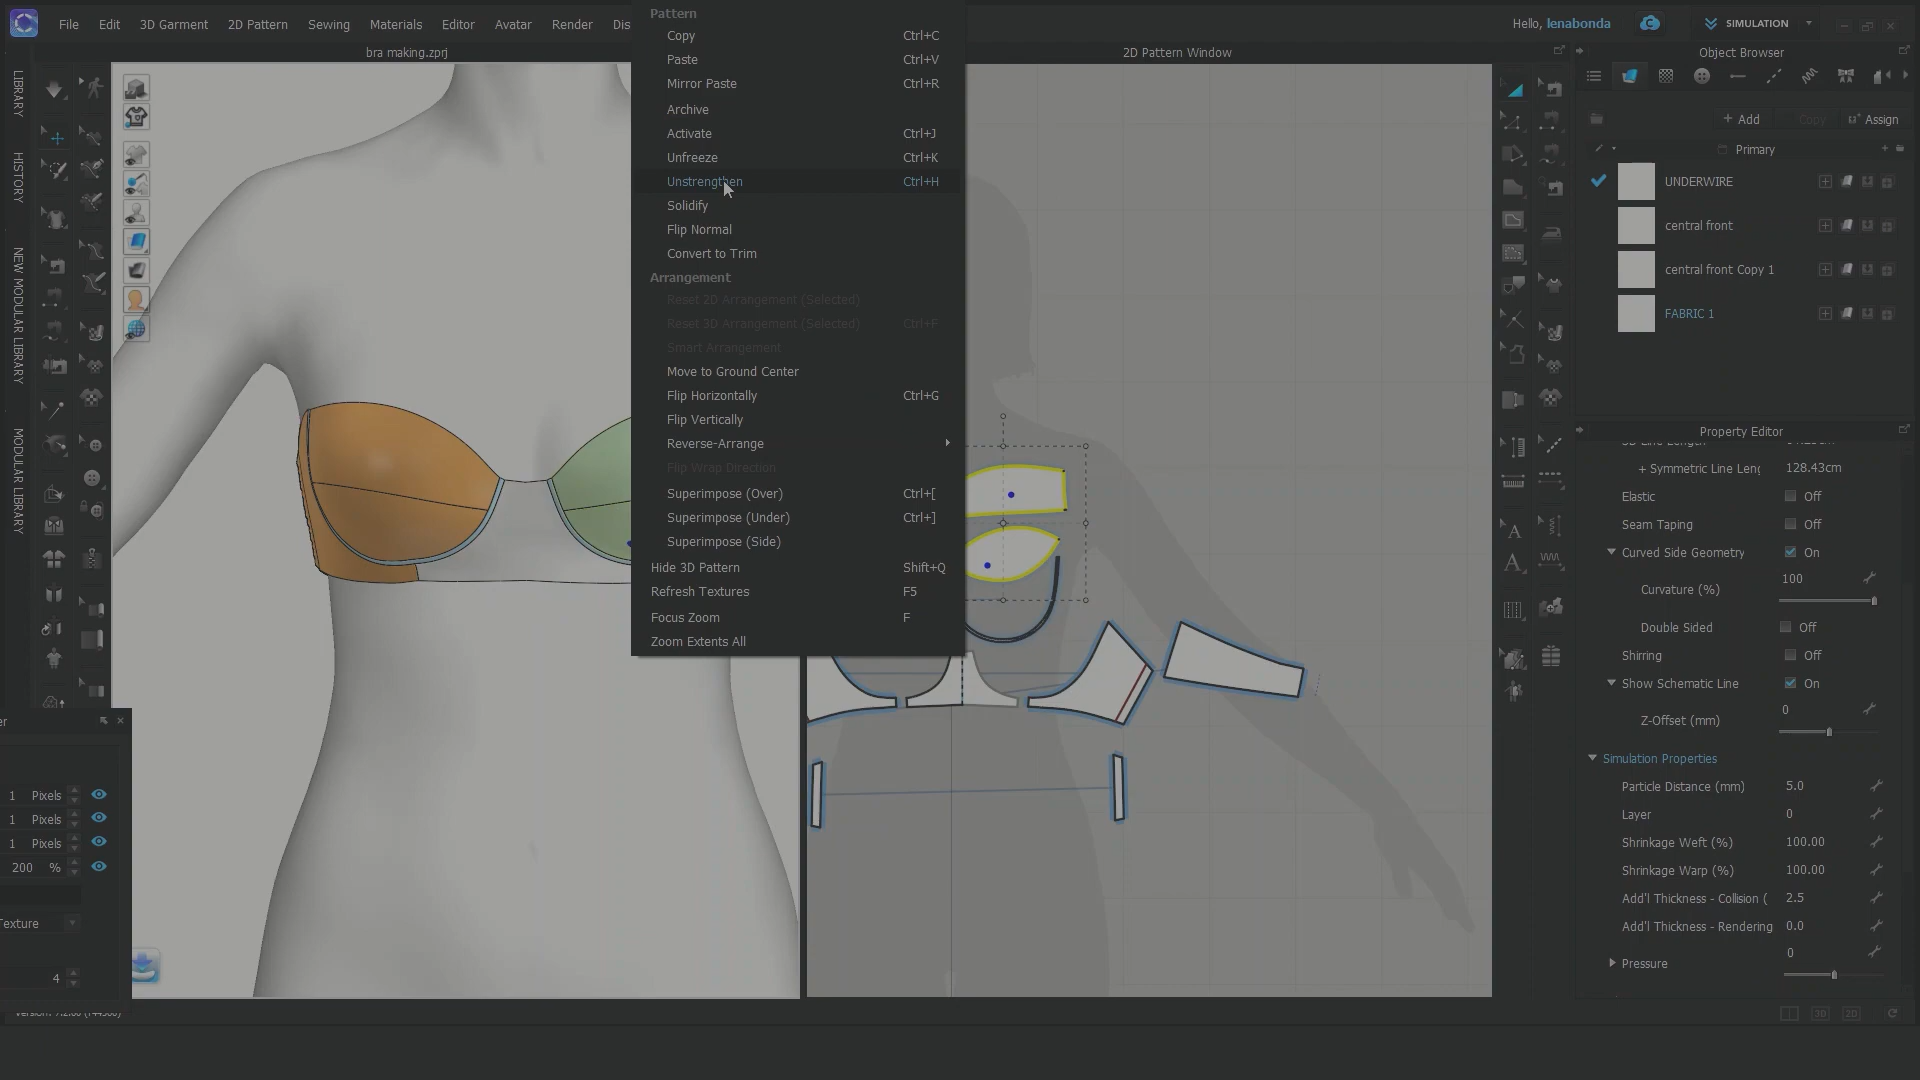 File Edit 3D Garment 2D Pattern Sewing Materials Editor Avatar Render Dis
Hello, lenabonda
SIMULATION
bra making.zprj
2D Pattern Window
Object Browser
LIBRARY
HISTORY
NEW MODULAR LIBRARY
MODULAR LIBRARY
Pattern
Copy Ctrl+C
Paste Ctrl+V
Mirror Paste Ctrl+R
Archive
Activate Ctrl+J
Unfreeze Ctrl+K
Unstrengthen Ctrl+H
Solidify
Flip Normal
Convert to Trim
Arrangement
Reset 2D Arrangement (Selected)
Reset 3D Arrangement (Selected) Ctrl+F
Smart Arrangement
Move to Ground Center
Flip Horizontally Ctrl+G
Flip Vertically
Reverse-Arrange
Flip Wrap Direction
Superimpose (Over) Ctrl+[
Superimpose (Under) Ctrl+]
Superimpose (Side)
Hide 3D Pattern Shift+Q
Refresh Textures F5
Focus Zoom F
Zoom Extents All
+ Add Copy Assign
Primary
UNDERWIRE
central front
central front Copy 1
FABRIC 1
Property Editor
+ Symmetric Line Leng 128.43cm
Elastic Off
Seam Taping Off
Curved Side Geometry On
Curvature (%) 100
Double Sided Off
Shirring Off
Show Schematic Line On
Z-Offset (mm) 0
Simulation Properties
Particle Distance (mm) 5.0
Layer 0
Shrinkage Weft (%) 100.00
Shrinkage Warp (%) 100.00
Add'l Thickness - Collision ( 2.5
Add'l Thickness - Rendering 0.0
Pressure 0
er
1 Pixels
1 Pixels
1 Pixels
200 %
Texture
4
3D 2D